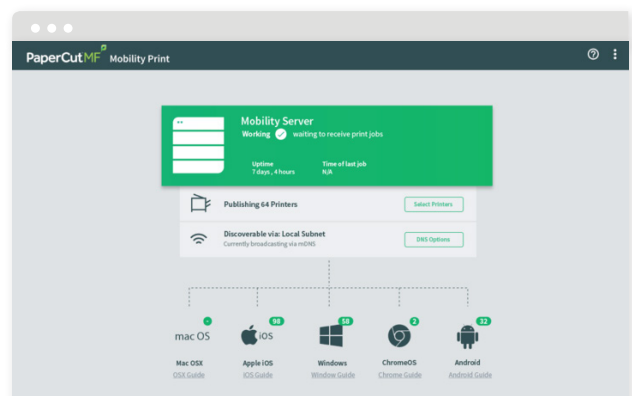 PaperCutMF Mobility Print
Mobility Server
Working waiting to receive print jobs
Uptime Time of last job
7 days, 4 hours N/A
Publishing 64 Printers Select Printers
Discoverable via: Local Subnet
Currently broadcasting via mDNS DNS Options
- 98 58 2 32
mac OS iOS
Mac OSX Apple iOS Windows ChromeOS Android
OSX Guide iOS Guide Window Guide Chrome Guide Android Guide